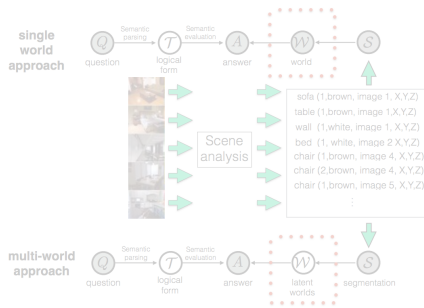 single
world
approach
Semantic
parsing
Semantic
evaluation
Q
T
A
W
S
question
logical
form
answer
world
Scene
analysis
sofa (1,brown, image 1, X,Y,Z)
table (1,brown, image 1,X,Y,Z)
wall (1,white, image 1, X,Y,Z)
bed (1, white, image 2 X,Y,Z)
chair (1,brown, image 4, X,Y,Z)
chair (2,brown, image 4, X,Y,Z)
chair (1,brown, image 5, X,Y,Z)
⋮
multi-world
approach
Semantic
parsing
Semantic
evaluation
Q
T
A
W
S
question
logical
form
answer
latent
worlds
segmentation